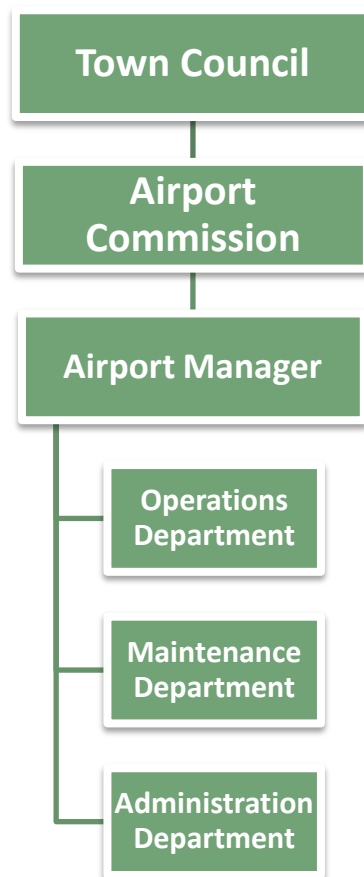 Town Council
Airport
Commission
Airport Manager
Operations
Department
Maintenance
Department
Administration
Department